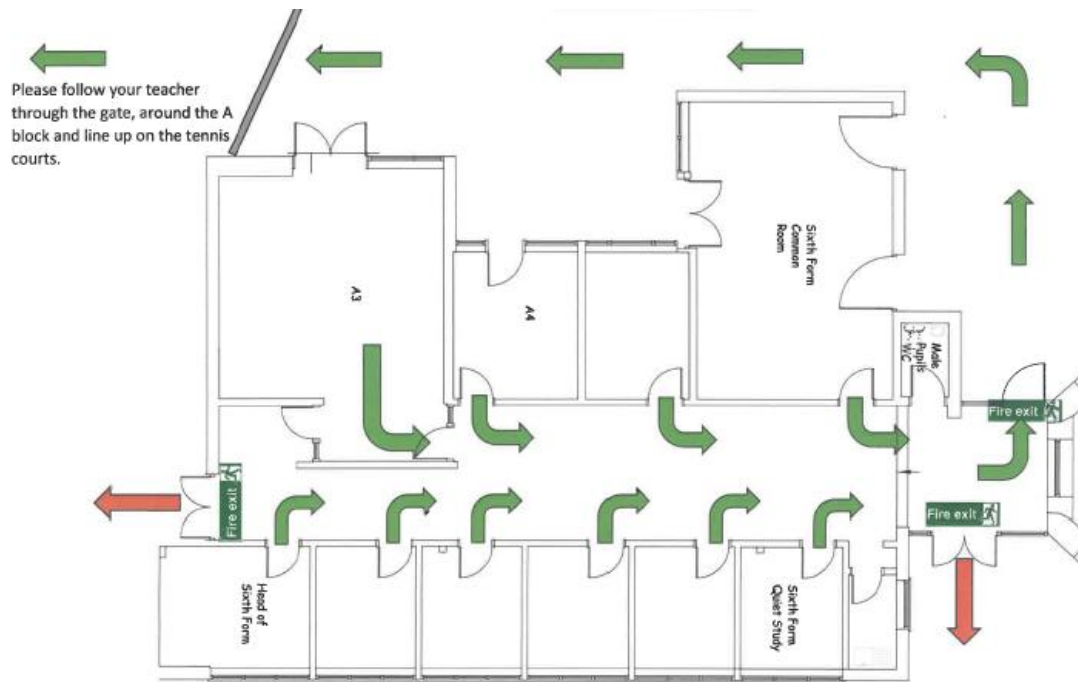 Please follow your teacher
through the gate, around the A
block and line up on the tennis
courts.
Sixth Form
Common
Room
A3
A4
Male
Pupils
WC
Fire exit
Fire exit
Fire exit
Head of
Sixth Form
Sixth Form
Quiet Study